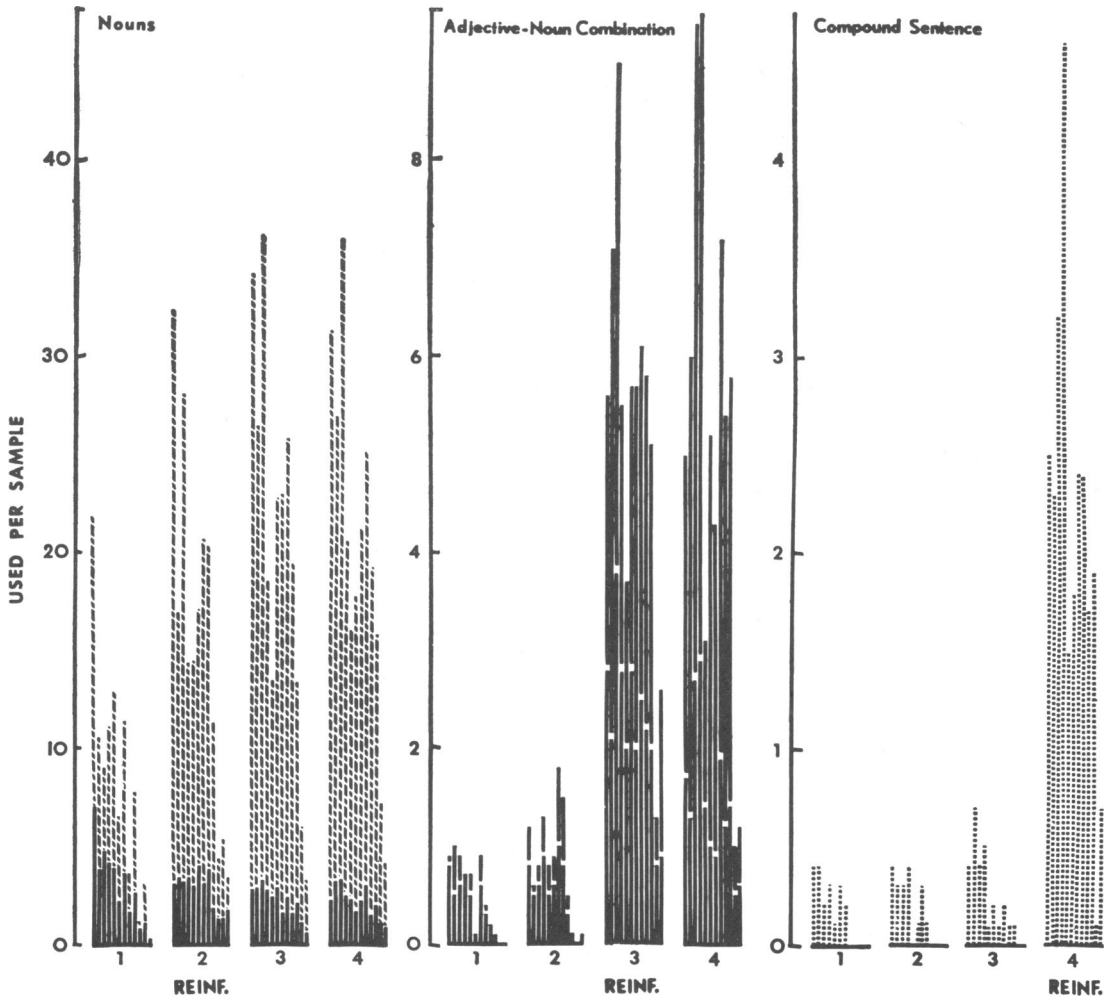 Nouns
Adjective-Noun Combination
Compound Sentence
USED PER SAMPLE
40
30
20
10
0
8
6
4
2
0
4
3
2
1
0
1 2 3 4
1 2 3 4
1 2 3 4
REINF.
REINF.
REINF.